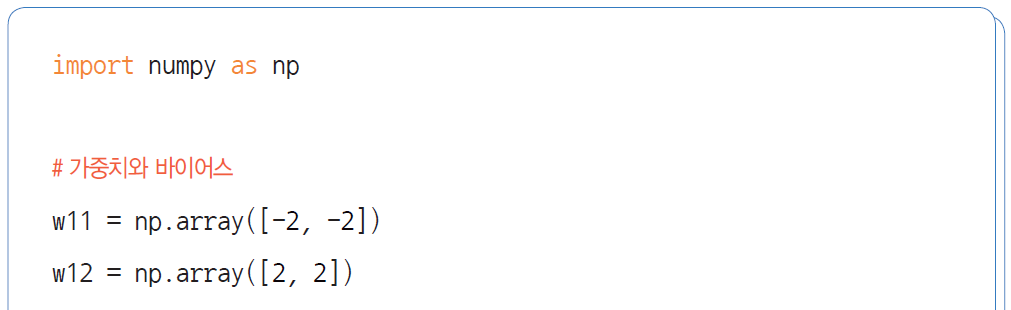 import numpy as np
# 가중치와 바이어스
w11 = np.array([-2, -2])
w12 = np.array([2, 2])